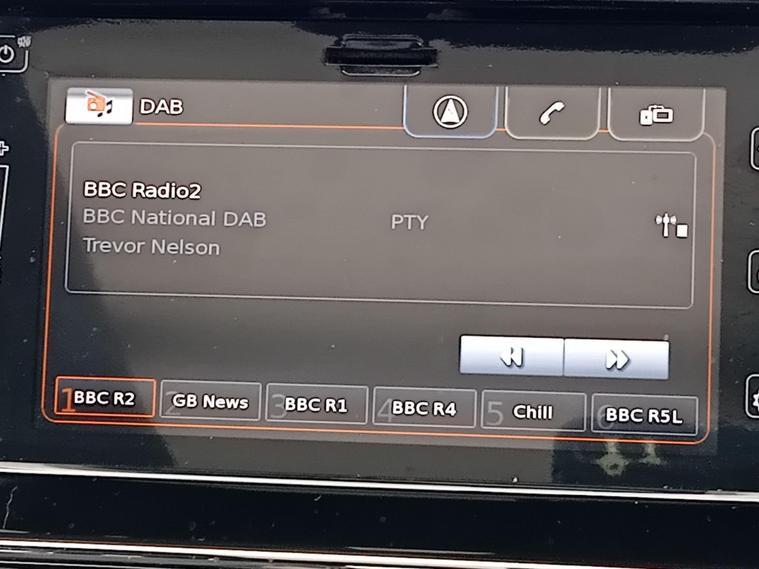 DAB
BBC Radio2
BBC National DAB PTY
Trevor Nelson
1 BBC R2 2 GB News 3 BBC R1 4 BBC R4 5 Chill 6 BBC R5L